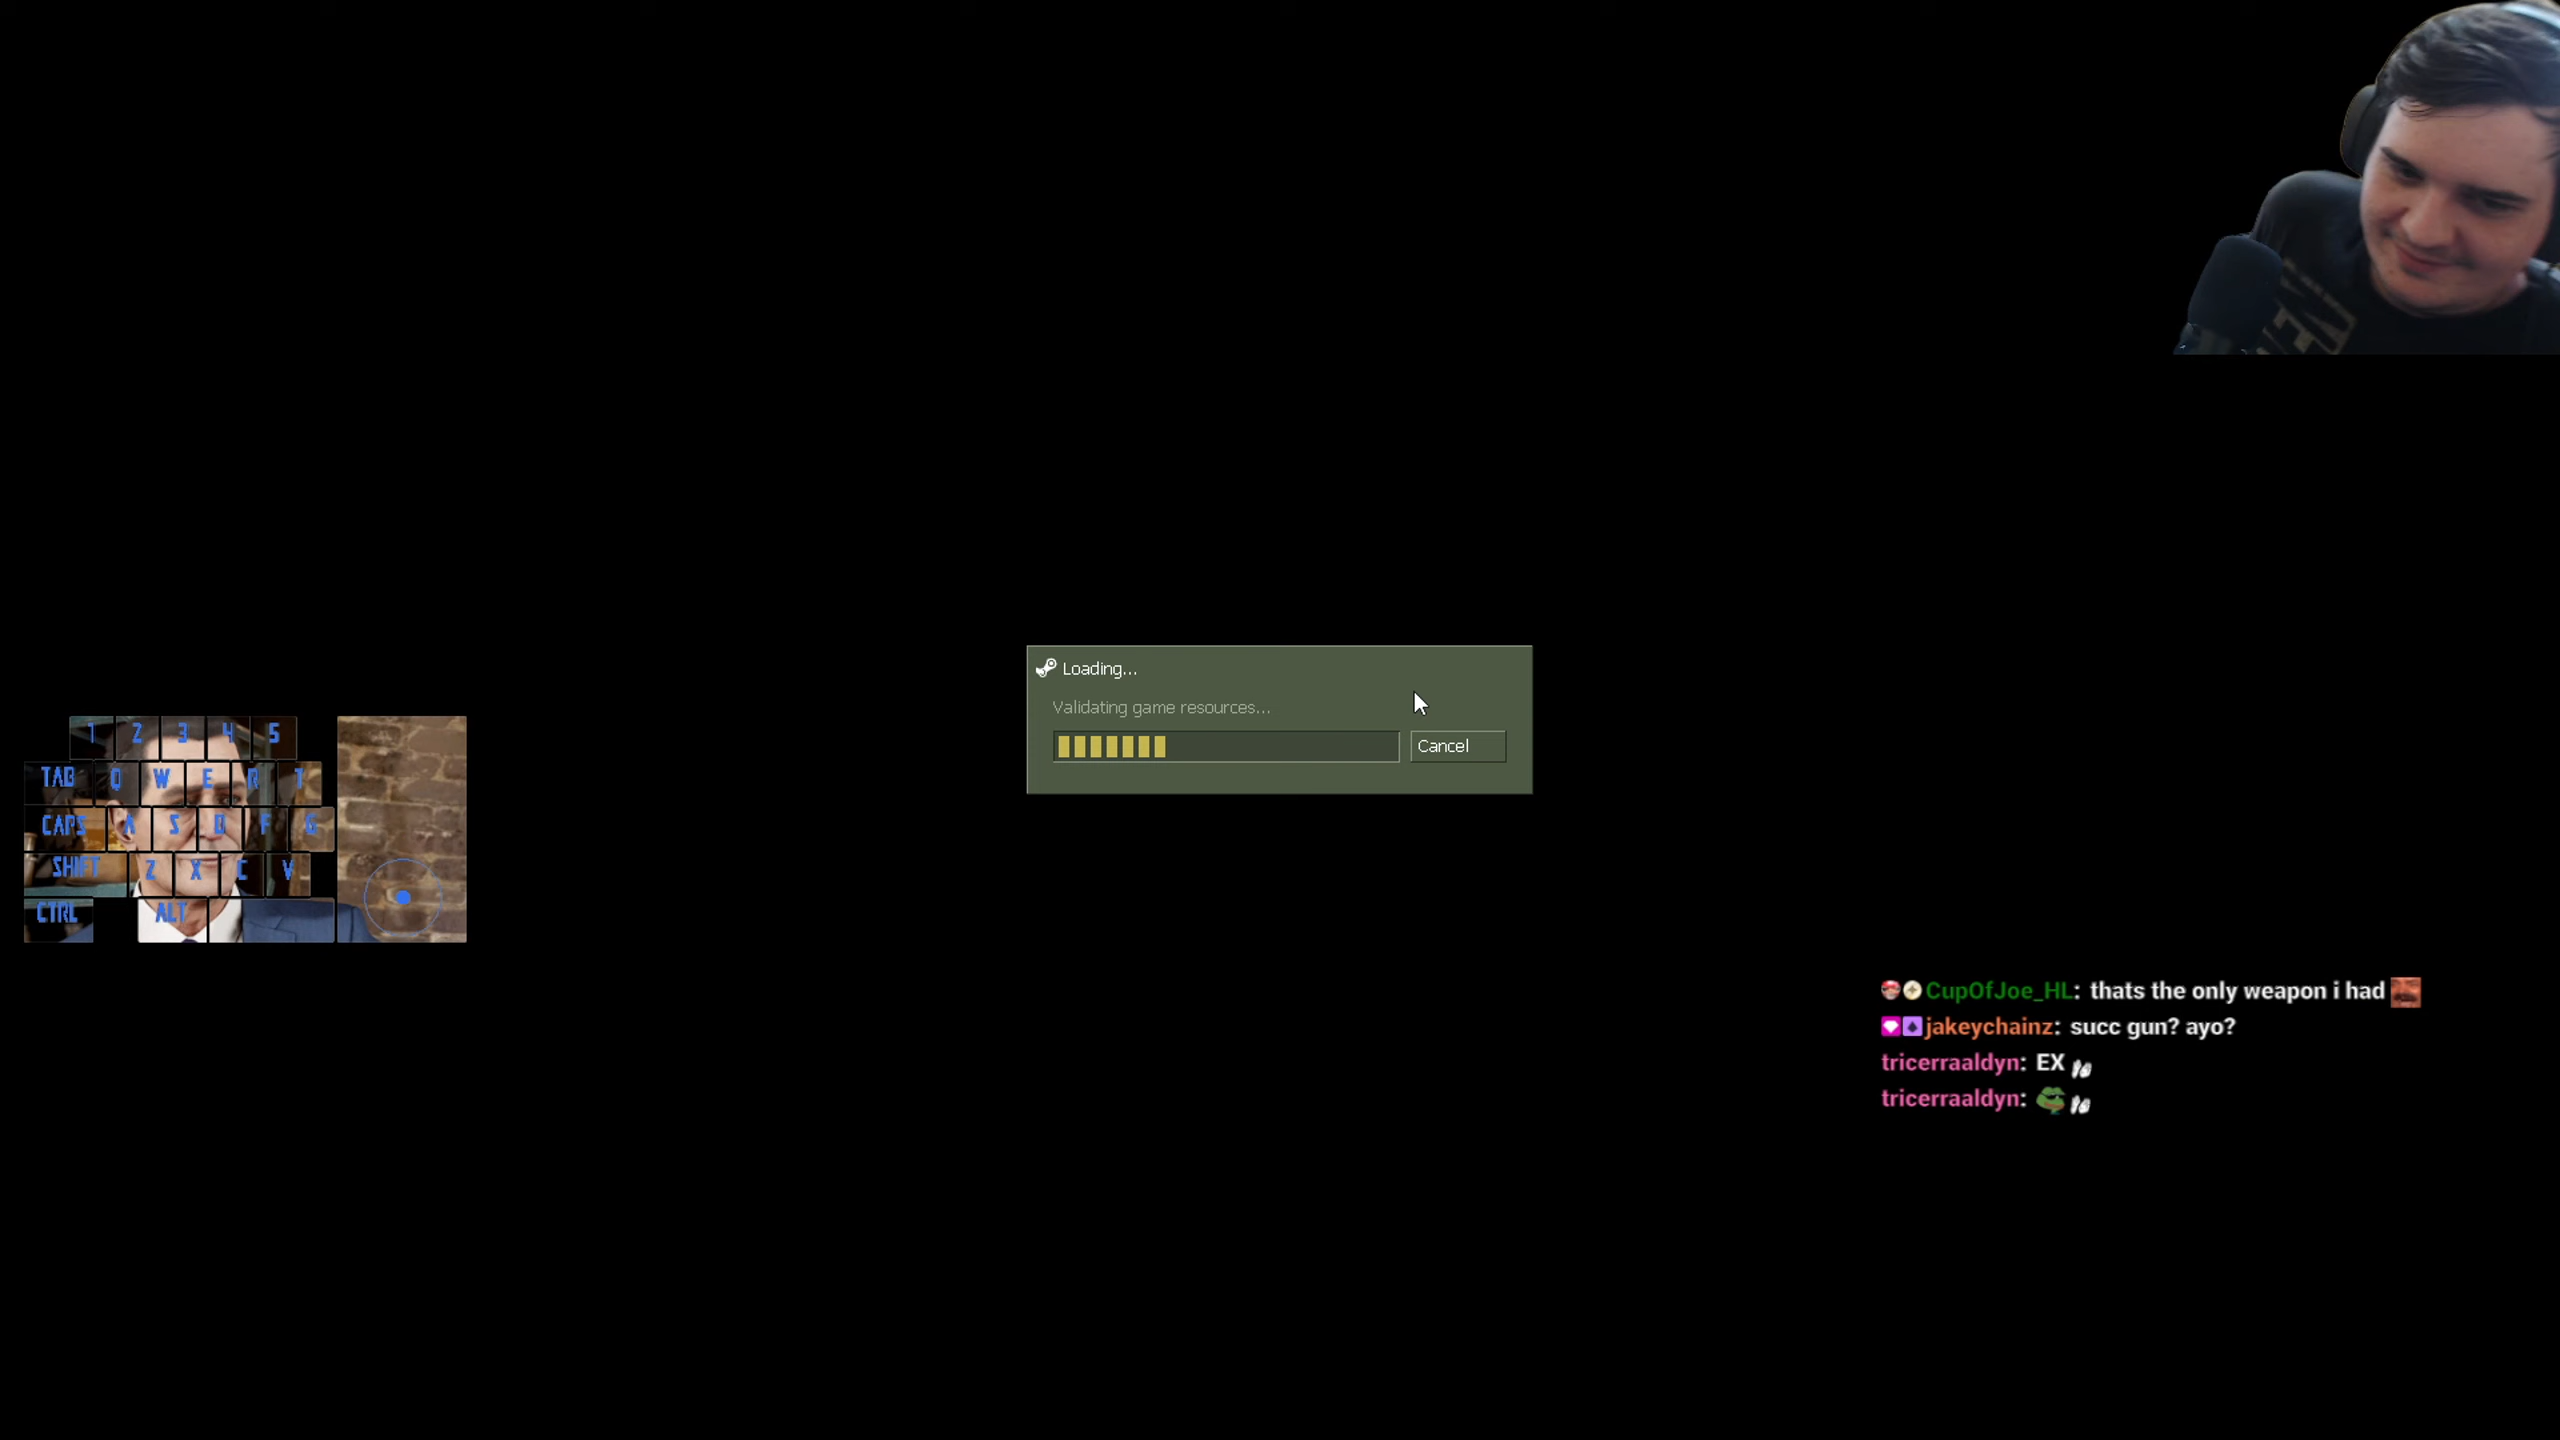 Loading...
Validating game resources...
Cancel
1 2 3 4 5
TAB Q W E R T
CAPS A S D F G
SHIFT Z X C V
CTRL ALT
CupOfJoe_HL: thats the only weapon i had
jakeychainz: succ gun? ayo?
tricerraaldyn: EX
tricerraaldyn: